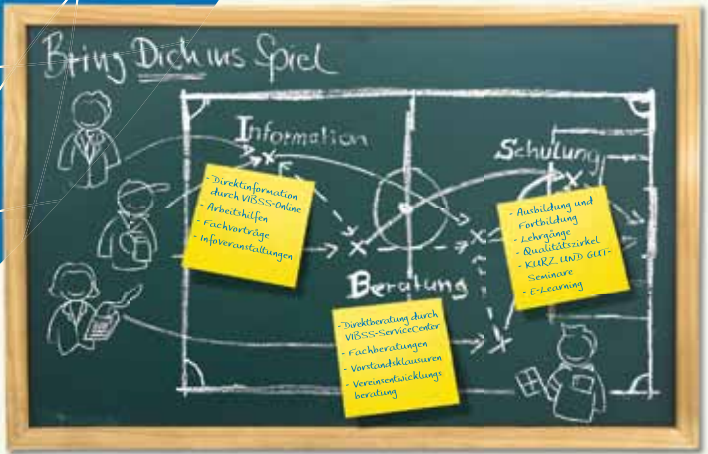 Bring Dich ins Spiel
Information
- Direktinformation
durch VIBSS-Online
- Arbeitshilfen
- Fachvorträge
- Infoveranstaltungen
Beratung
- Direktberatung durch
VIBSS-ServiceCenter
- Fachberatungen
- Vorstandsklausuren
- Vereinsentwicklungs
beratung
Schulung
- Ausbildung und
Fortbildung
- Lehrgänge
- Qualitätszirkel
- KURZ UND GUT-
Seminare
- E-Learning